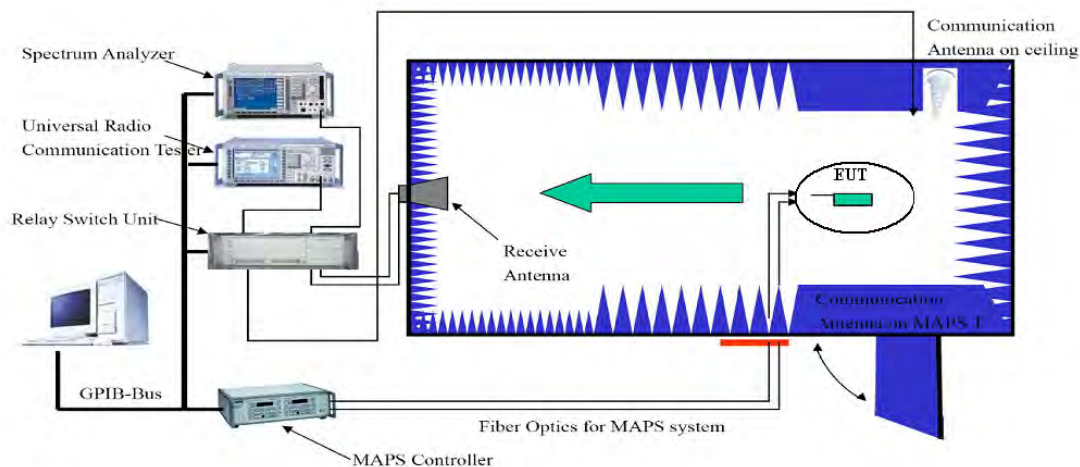 Communication
Antenna on ceiling
Spectrum Analyzer
Universal Radio
Communication Tester
EUT
Relay Switch Unit
Receive
Antenna
Communication
Antenna on MAPS T
GPIB-Bus
Fiber Optics for MAPS system
MAPS Controller